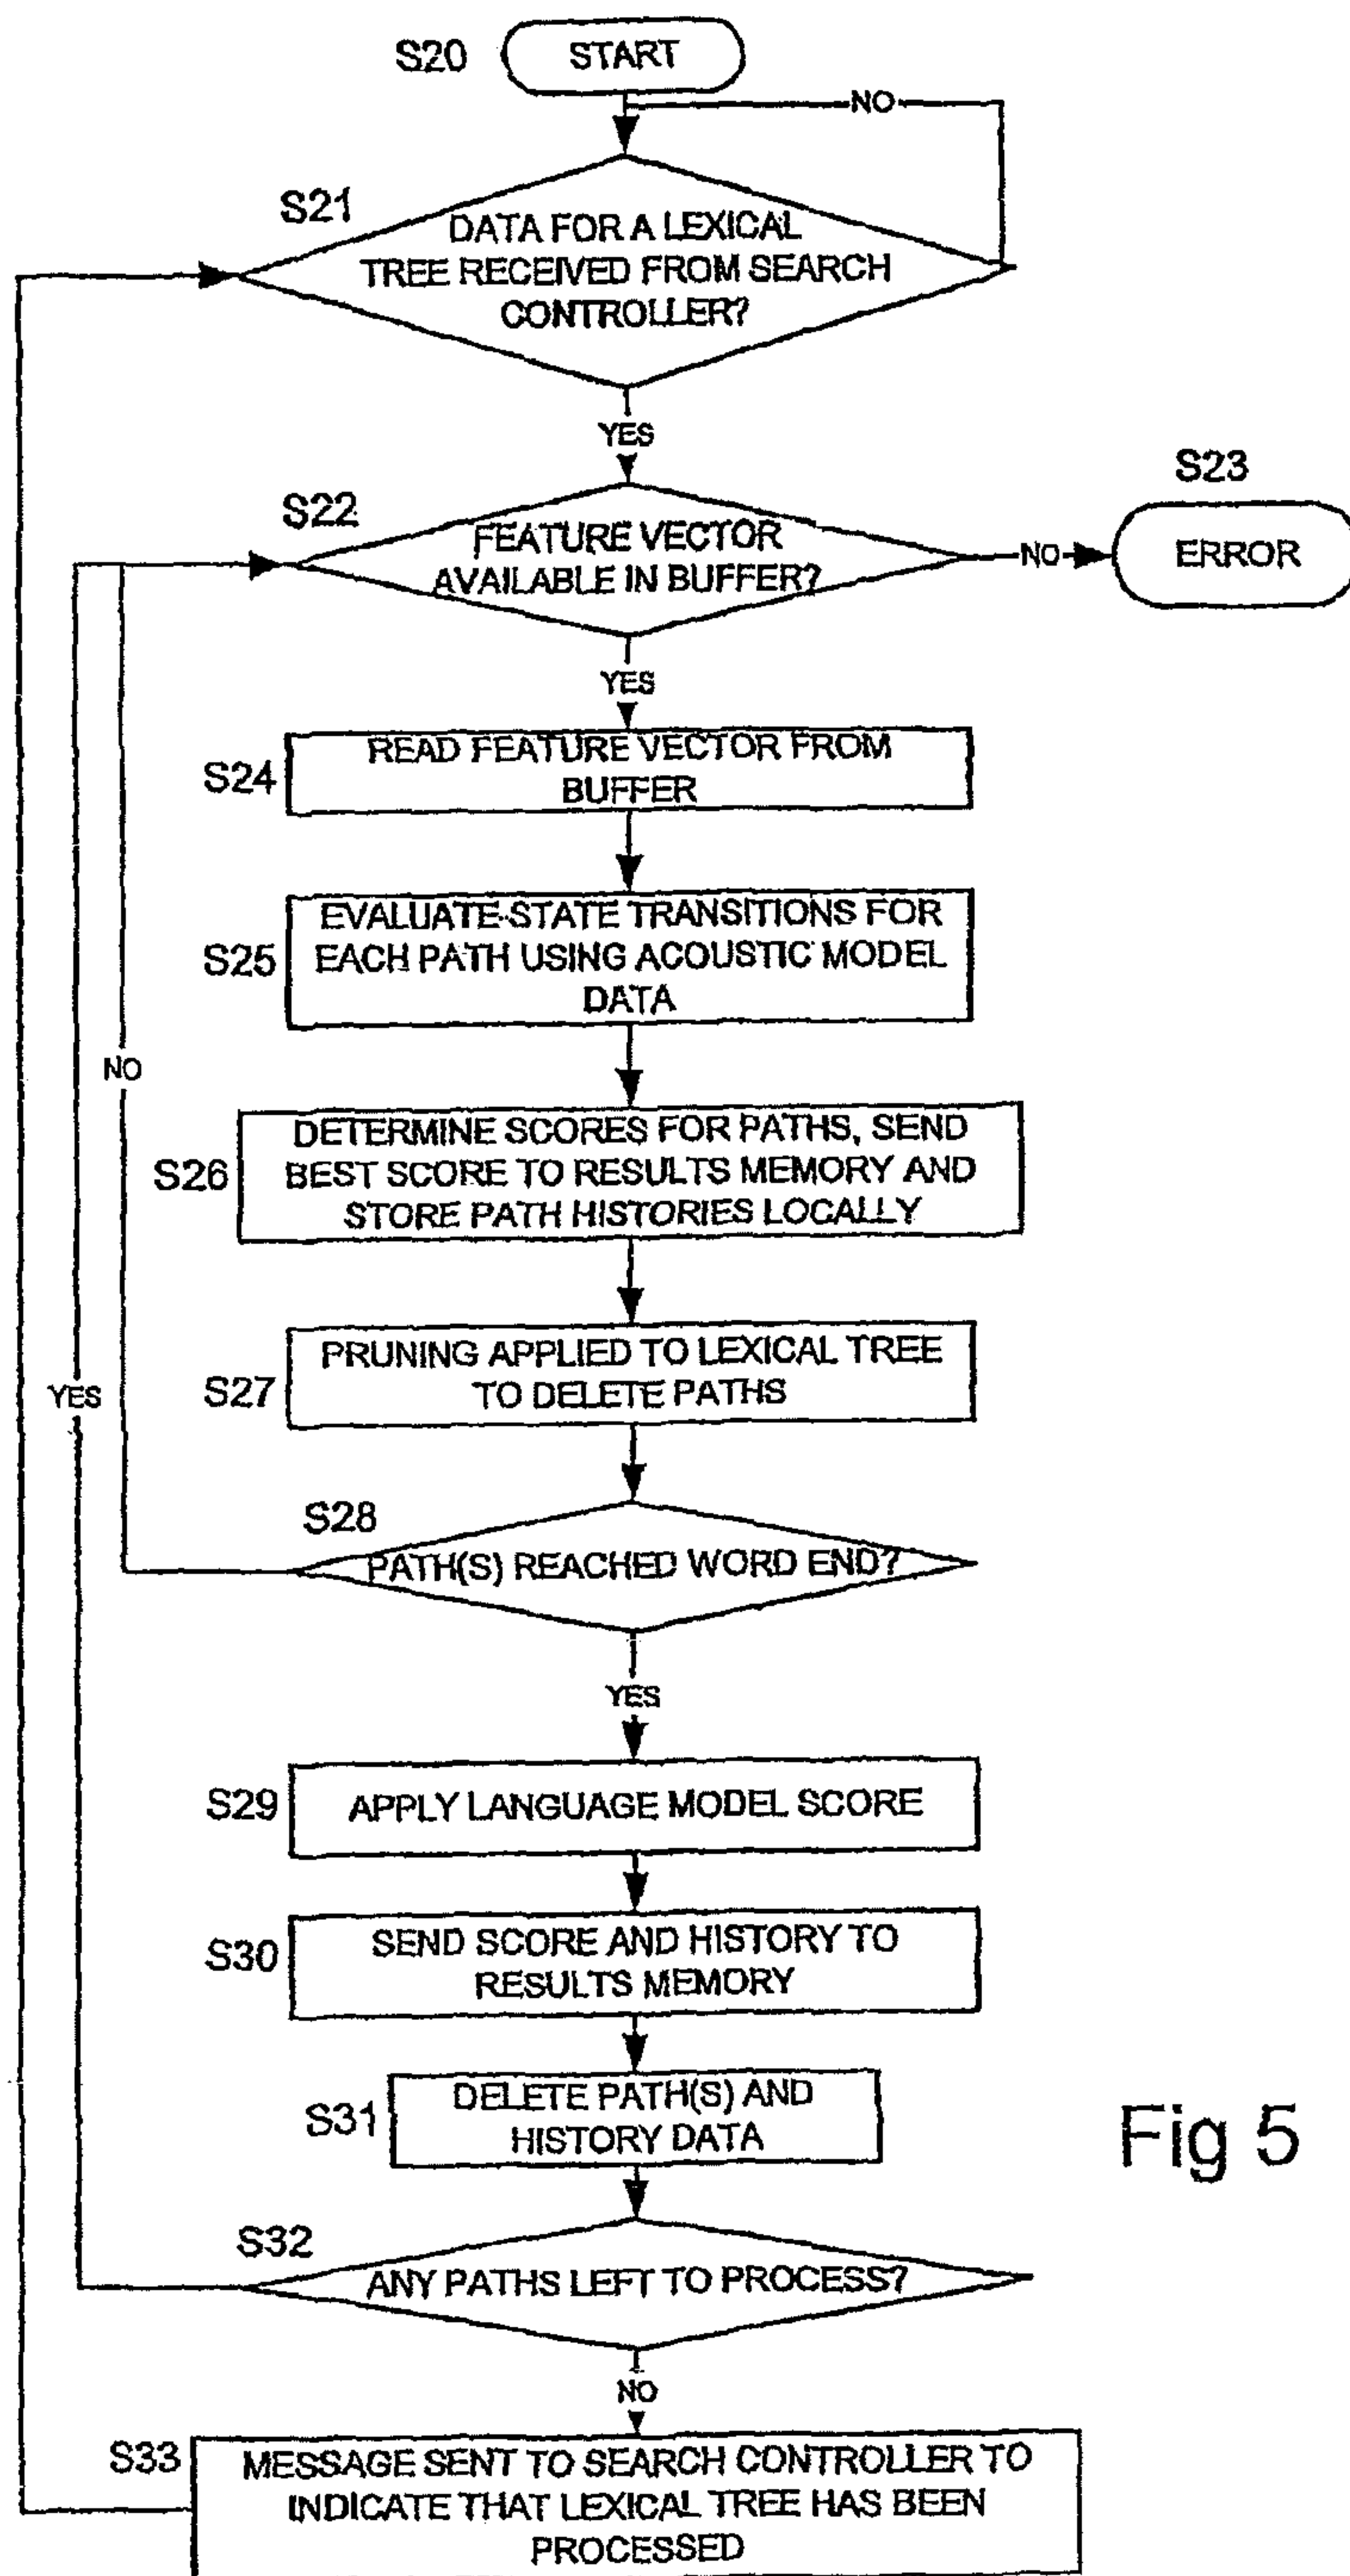 S20
START
NO
S21
DATA FOR A LEXICAL
TREE RECEIVED FROM SEARCH
CONTROLLER?
YES
S22
FEATURE VECTOR
AVAILABLE IN BUFFER?
NO
S23
ERROR
YES
S24
READ FEATURE VECTOR FROM
BUFFER
S25
EVALUATE STATE TRANSITIONS FOR
EACH PATH USING ACOUSTIC MODEL
DATA
NO
S26
DETERMINE SCORES FOR PATHS, SEND
BEST SCORE TO RESULTS MEMORY AND
STORE PATH HISTORIES LOCALLY
S27
PRUNING APPLIED TO LEXICAL TREE
TO DELETE PATHS
YES
S28
PATH(S) REACHED WORD END?
YES
S29
APPLY LANGUAGE MODEL SCORE
S30
SEND SCORE AND HISTORY TO
RESULTS MEMORY
S31
DELETE PATH(S) AND
HISTORY DATA
Fig 5
S32
ANY PATHS LEFT TO PROCESS?
NO
S33
MESSAGE SENT TO SEARCH CONTROLLER TO
INDICATE THAT LEXICAL TREE HAS BEEN
PROCESSED